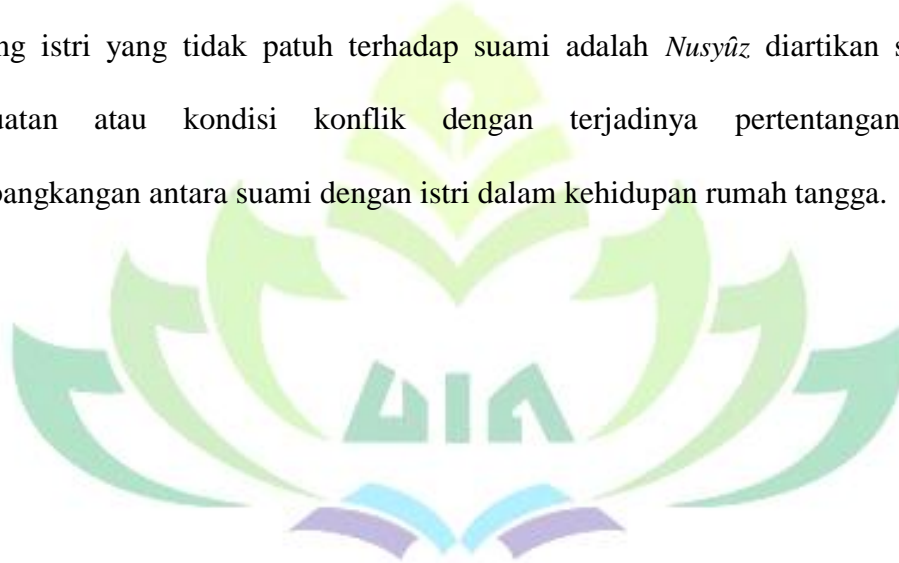 ng istri yang tidak patuh terhadap suami adalah Nusyûz diartikan s
uatan atau kondisi konflik dengan terjadinya pertentangan
bangkangan antara suami dengan istri dalam kehidupan rumah tangga.
UIN